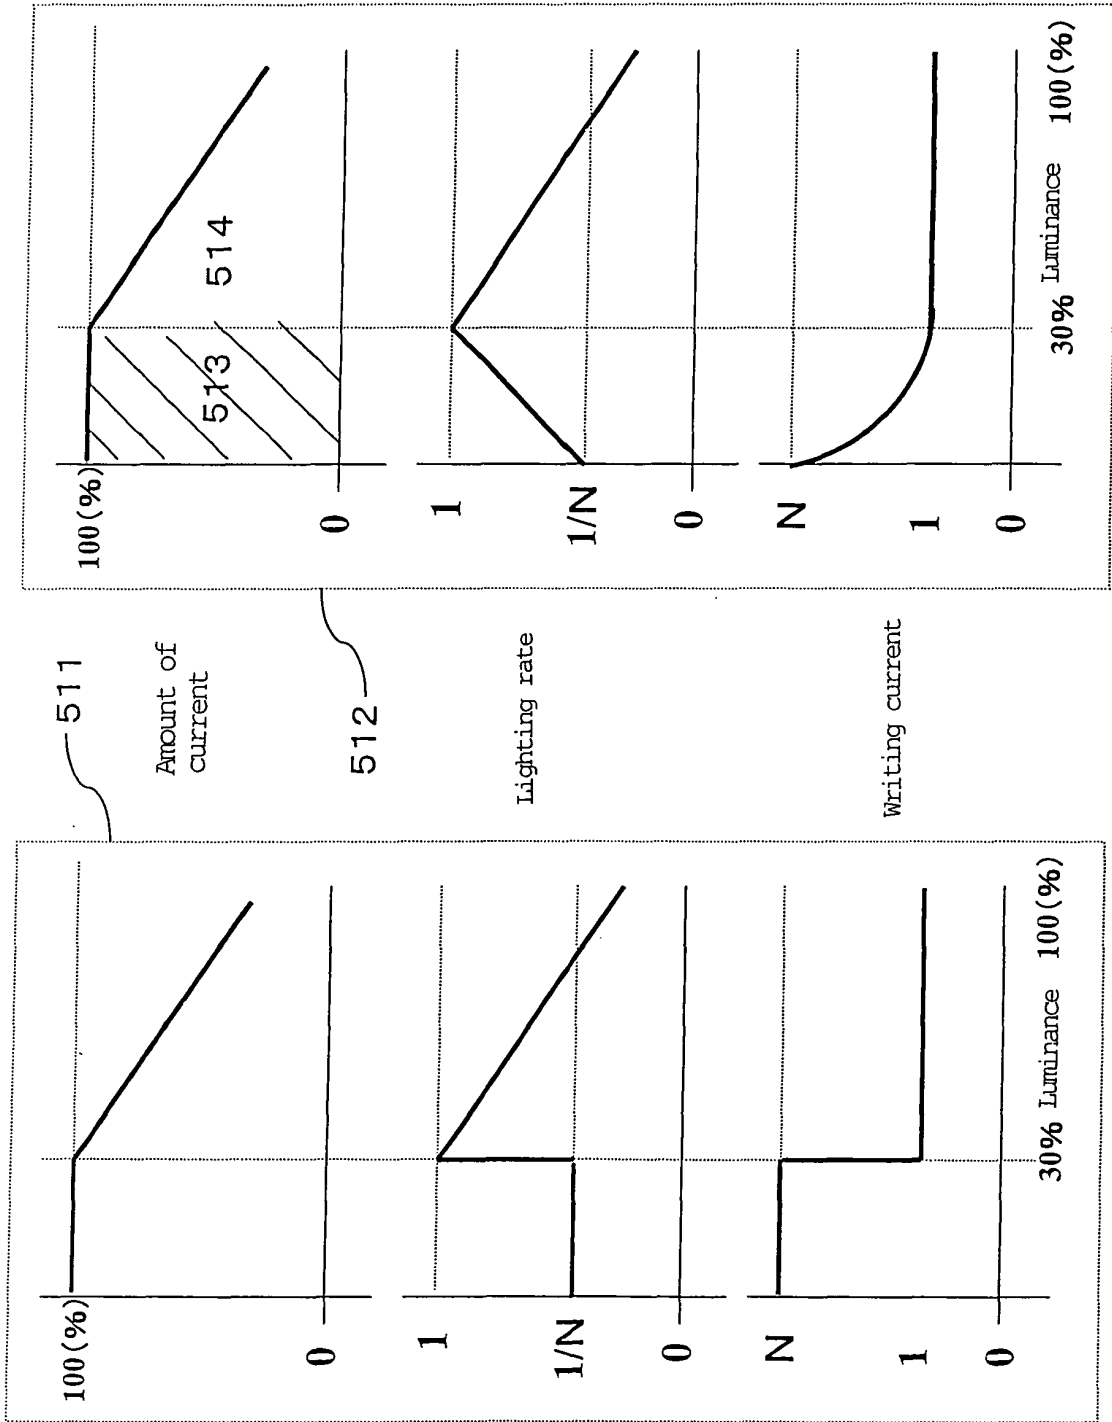 100(%)
0
1
1/N
0
N
1
0
30% Luminance 100(%)
511
Amount of
current
512
Lighting rate
Writing current
100(%)
513
514
0
1
1/N
0
N
1
0
30% Luminance 100(%)